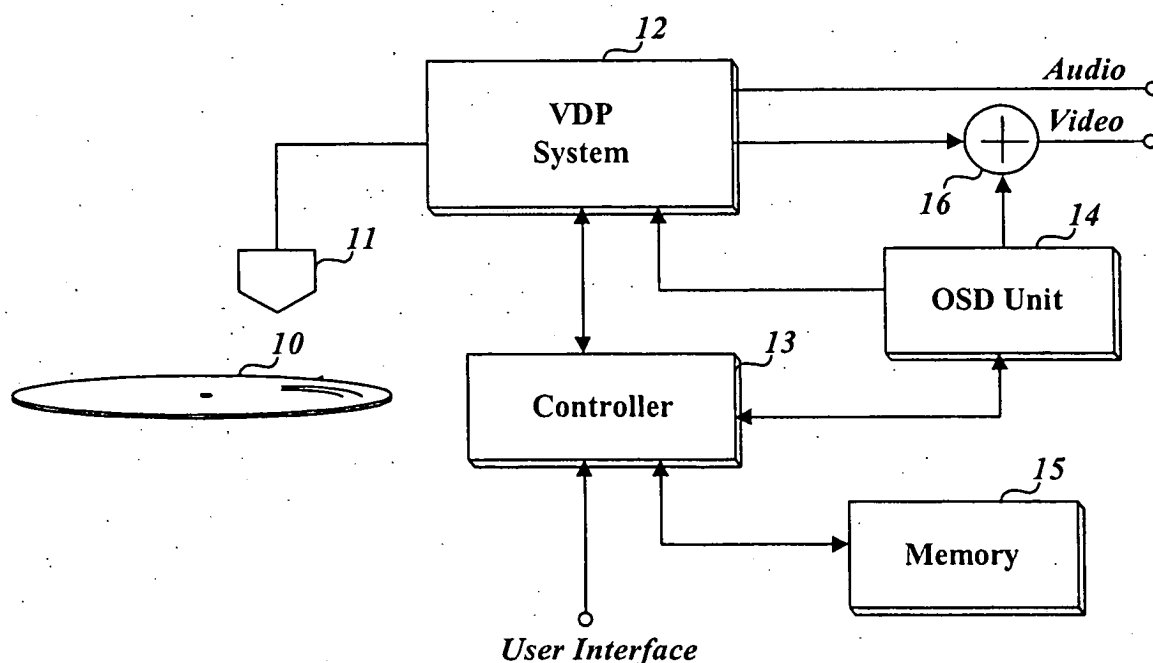 12
VDP
System
Audio
Video
16
14
OSD Unit
11
10
13
Controller
15
Memory
User Interface